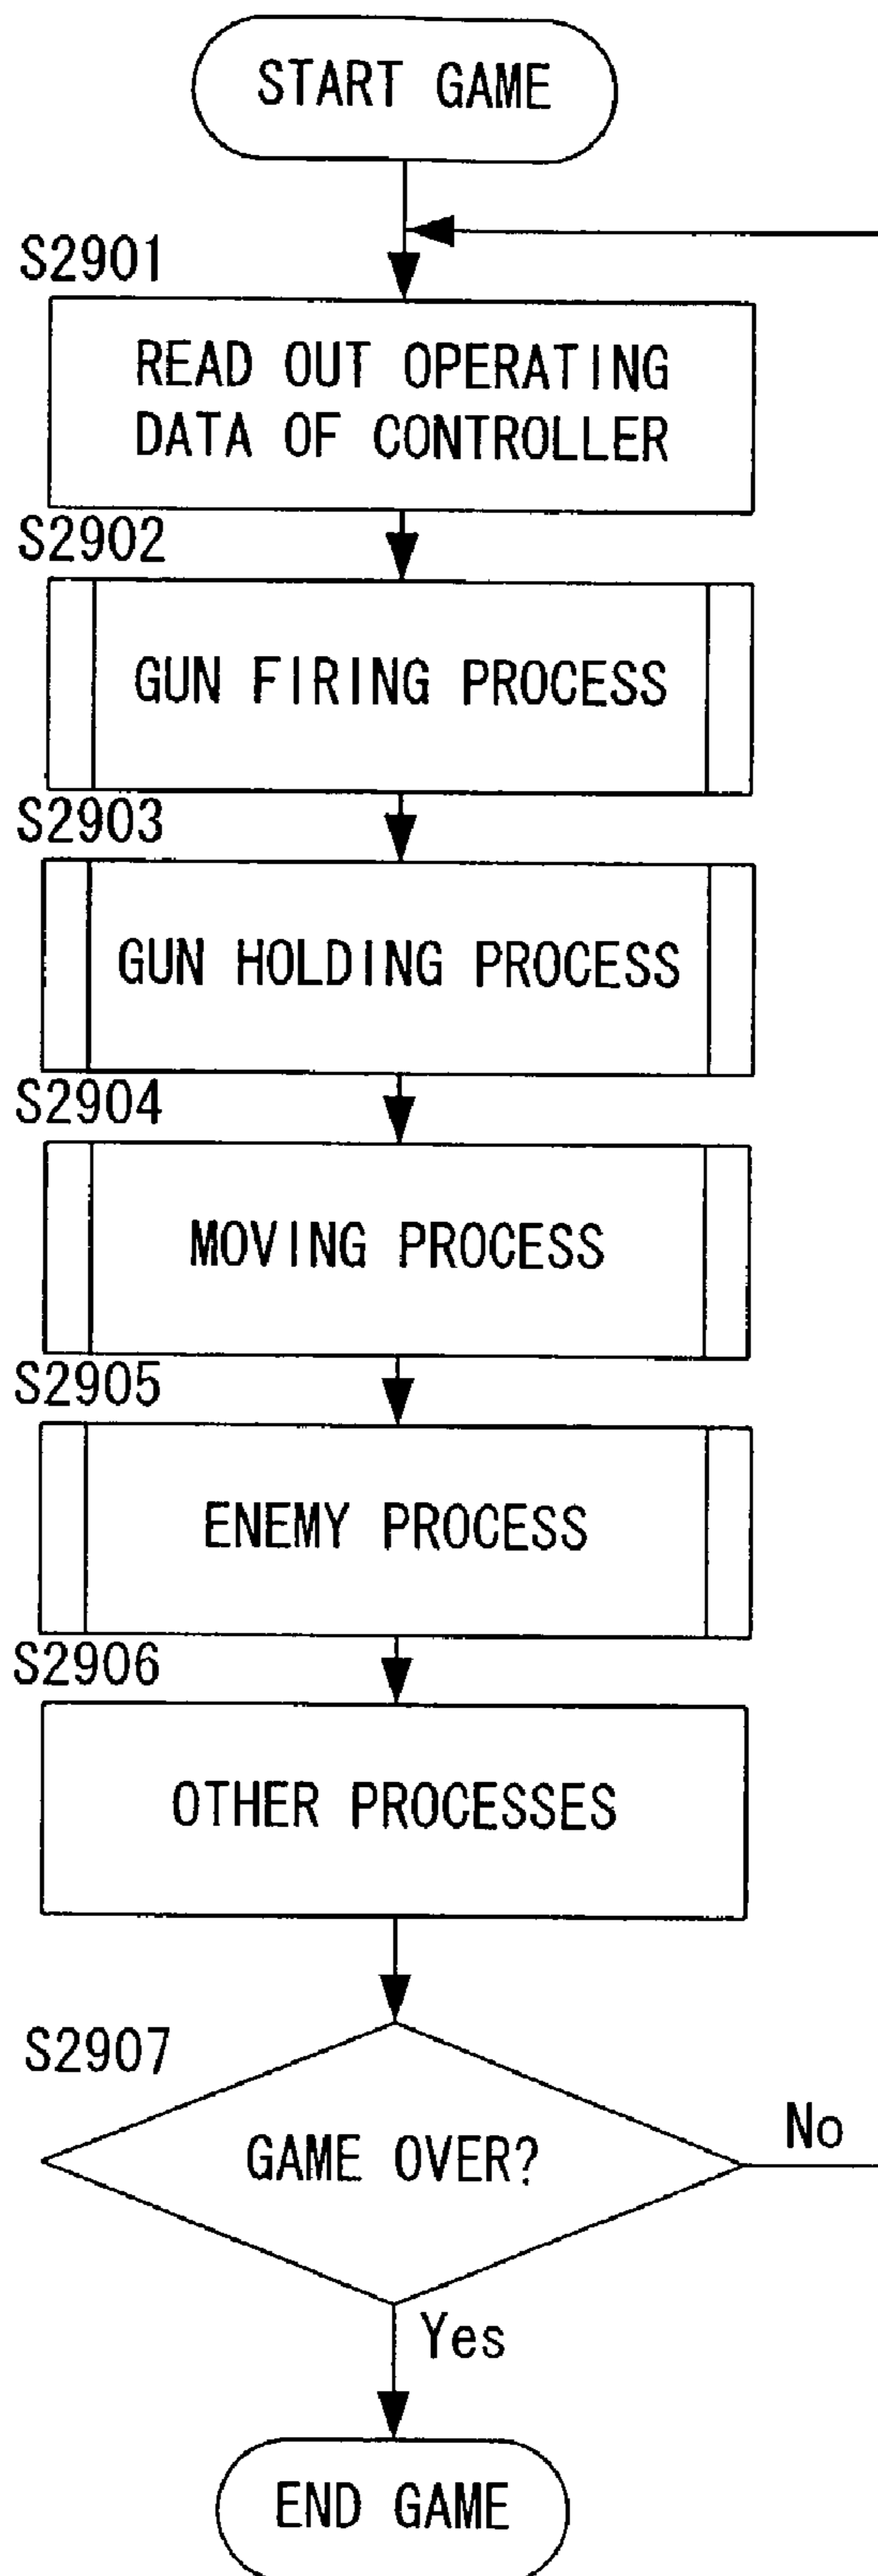 START GAME
S2901
READ OUT OPERATING
DATA OF CONTROLLER
S2902
GUN FIRING PROCESS
S2903
GUN HOLDING PROCESS
S2904
MOVING PROCESS
S2905
ENEMY PROCESS
S2906
OTHER PROCESSES
S2907
GAME OVER?
No
Yes
END GAME